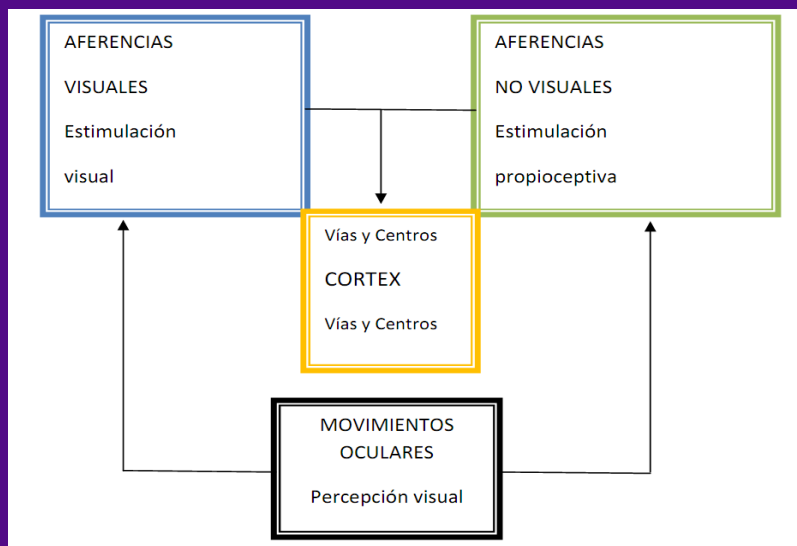 AFERENCIAS
VISUALES
Estimulación
visual
AFERENCIAS
NO VISUALES
Estimulación
propioceptiva
Vías y Centros
CORTEX
Vías y Centros
MOVIMIENTOS
OCULARES
Percepción visual